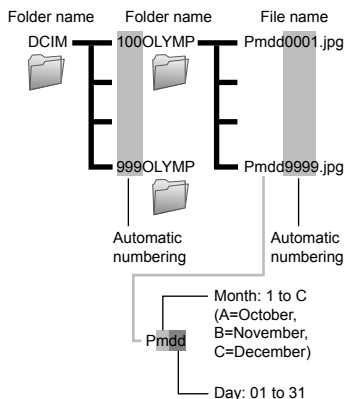 Folder name Folder name File name
DCIM 100OLYMP Pmdd0001.jpg
999OLYMP Pmdd9999.jpg
Automatic
numbering
Automatic
numbering
Month: 1 to C
(A=October,
B=November,
C=December)
Pmdd
Day: 01 to 31